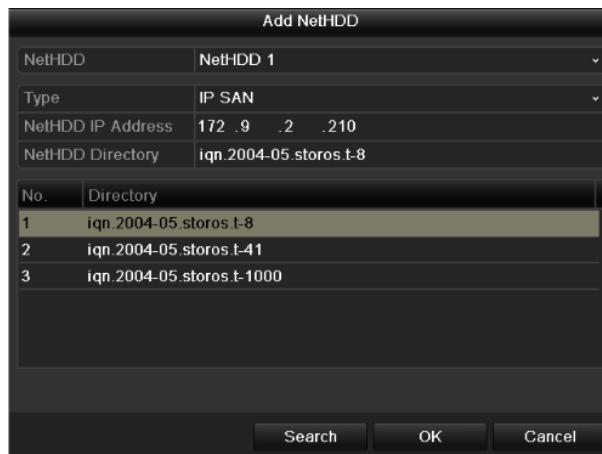 Add NetHDD
NetHDD NetHDD 1
Type IP SAN
NetHDD IP Address 172 .9 .2 .210
NetHDD Directory iqn.2004-05.storos.t-8
No. Directory
1 iqn.2004-05.storos.t-8
2 iqn.2004-05.storos.t-41
3 iqn.2004-05.storos.t-1000
Search OK Cancel